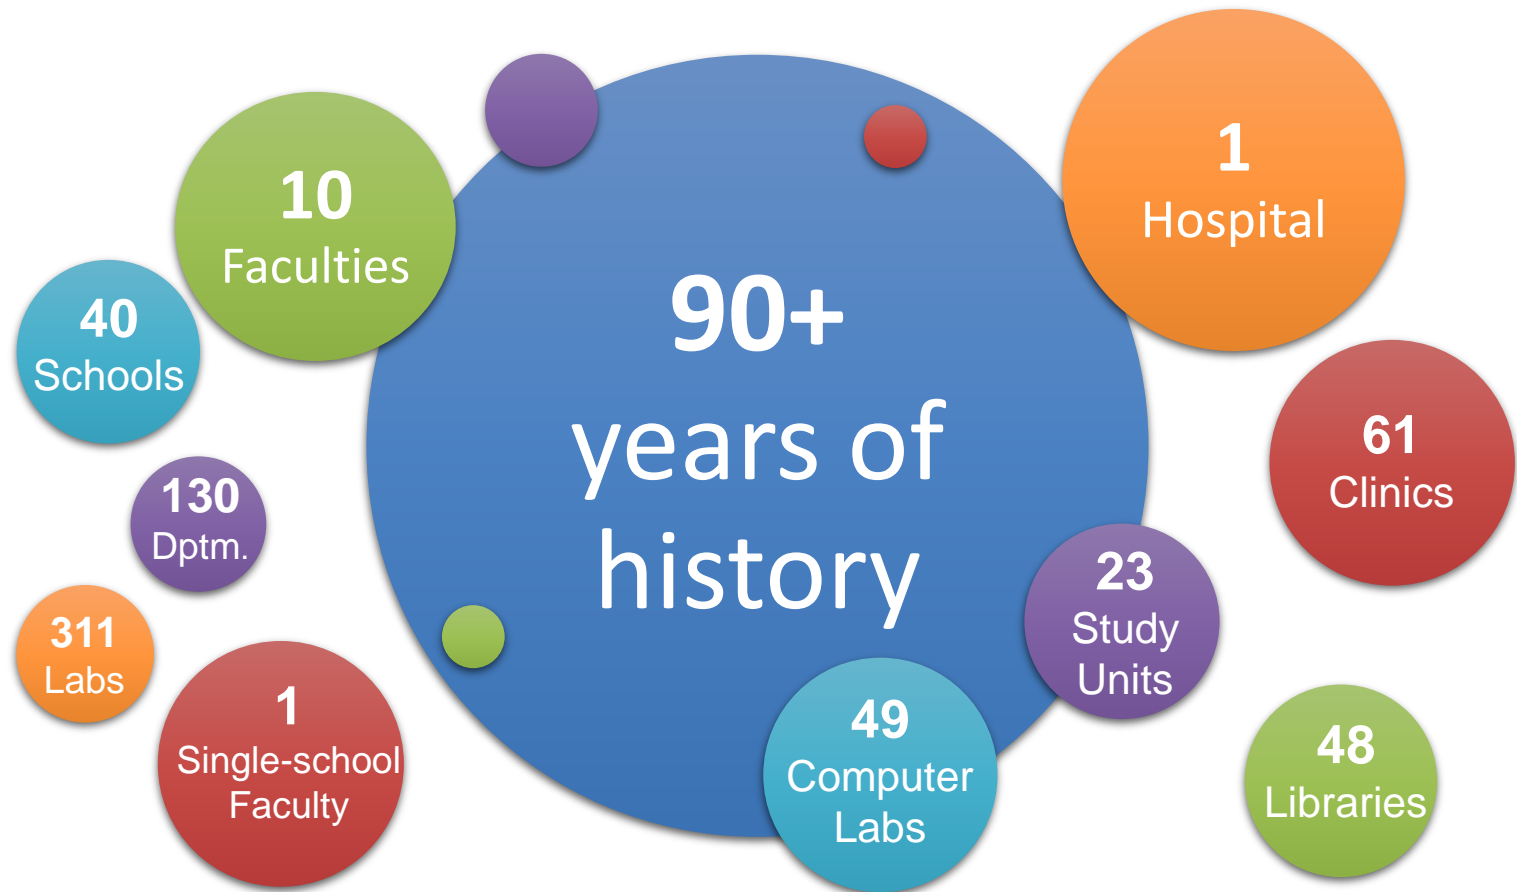 10
Faculties
1
Hospital
40
Schools
90+
years of
history
61
Clinics
130
Dptm.
23
Study
Units
311
Labs
1
Single-school
Faculty
49
Computer
Labs
48
Libraries